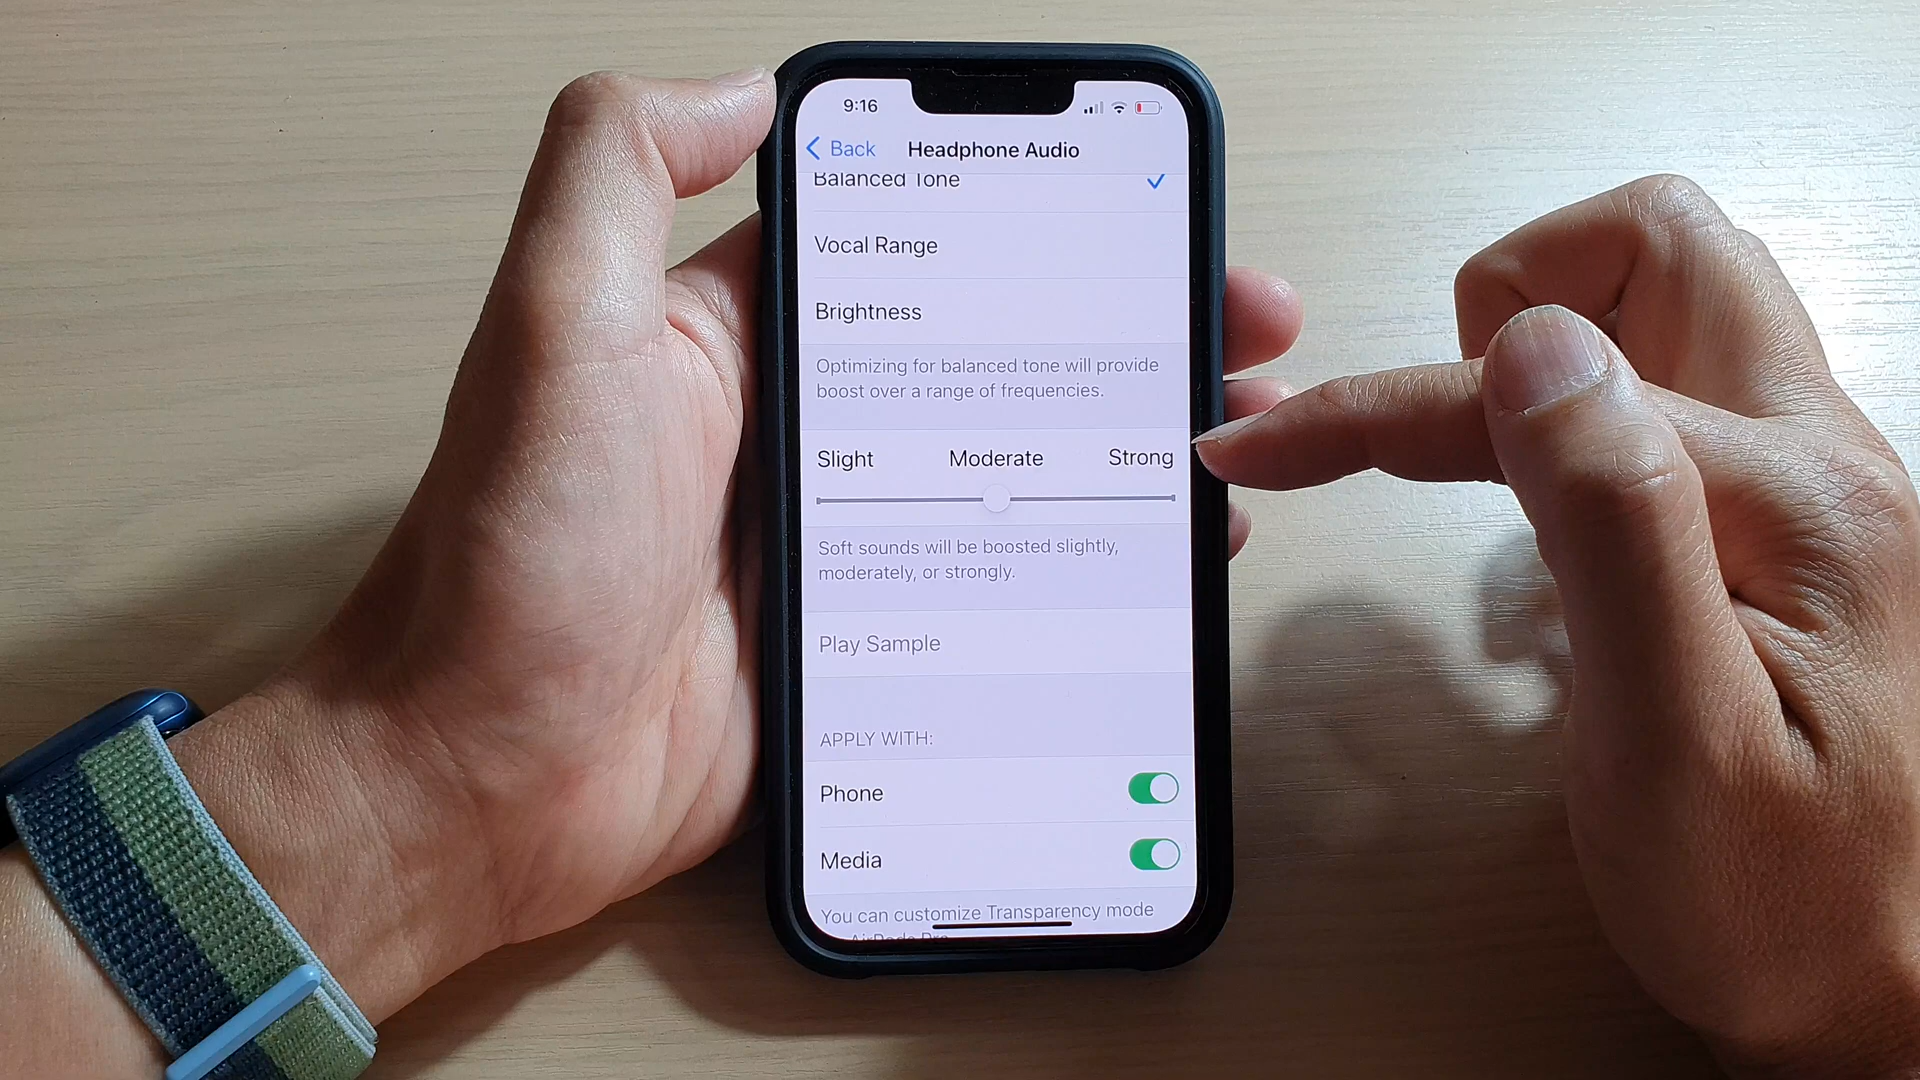 9:16
Back
Headphone Audio
Balanced Tone
Vocal Range
Brightness
Optimizing for balanced tone will provide
boost over a range of frequencies.
Slight Moderate Strong
Soft sounds will be boosted slightly,
moderately, or strongly.
Play Sample
APPLY WITH:
Phone
Media
You can customize Transparency mode
AirPods Pro